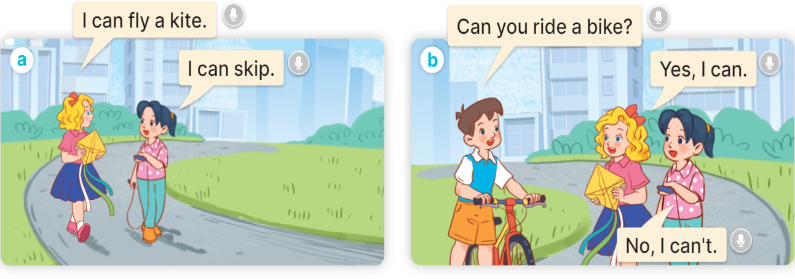 a
I can fly a kite.
I can skip.
b
Can you ride a bike?
Yes, I can.
No, I can't.